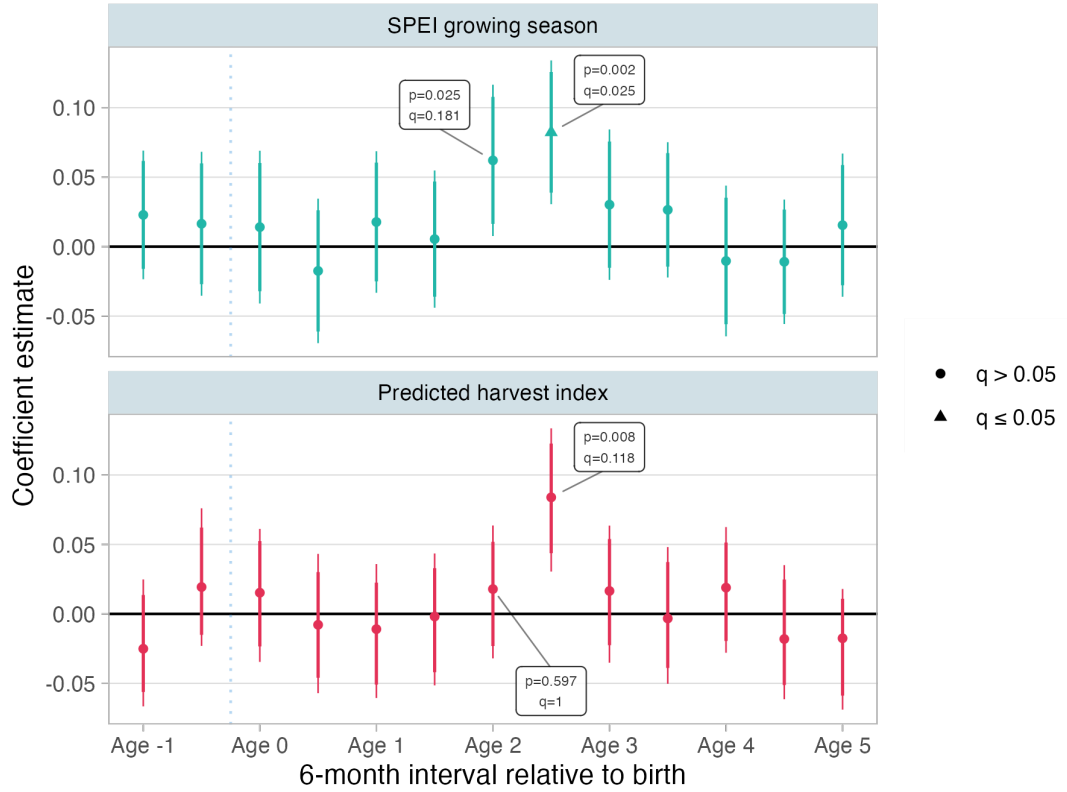 SPEI growing season
p=0.002
q=0.025
p=0.025
q=0.181
0.10
0.05
0.00
-0.05
Coefficient estimate
Predicted harvest index
p=0.008
q=0.118
0.10
0.05
0.00
-0.05
p=0.597
q=1
Age -1 Age 0 Age 1 Age 2 Age 3 Age 4 Age 5
6-month interval relative to birth
q > 0.05
q ≤ 0.05